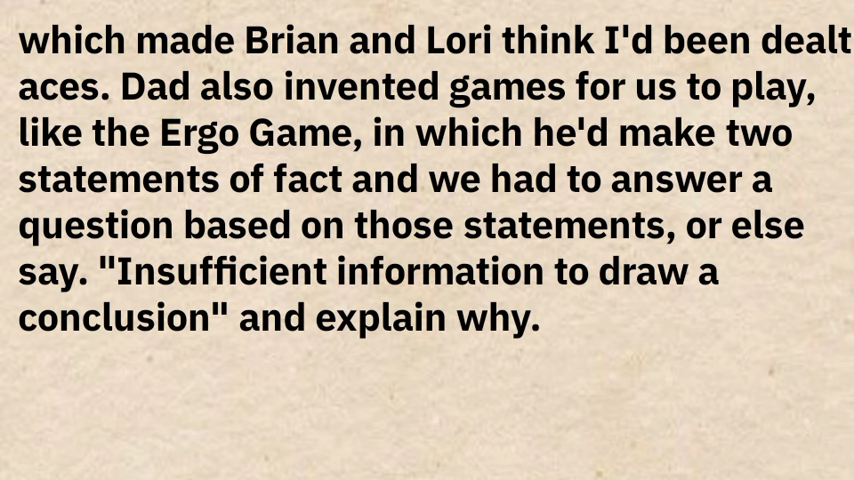 which made Brian and Lori think I'd been dealt
aces. Dad also invented games for us to play,
like the Ergo Game, in which he'd make two
statements of fact and we had to answer a
question based on those statements, or else
say. "Insufficient information to draw a
conclusion" and explain why.